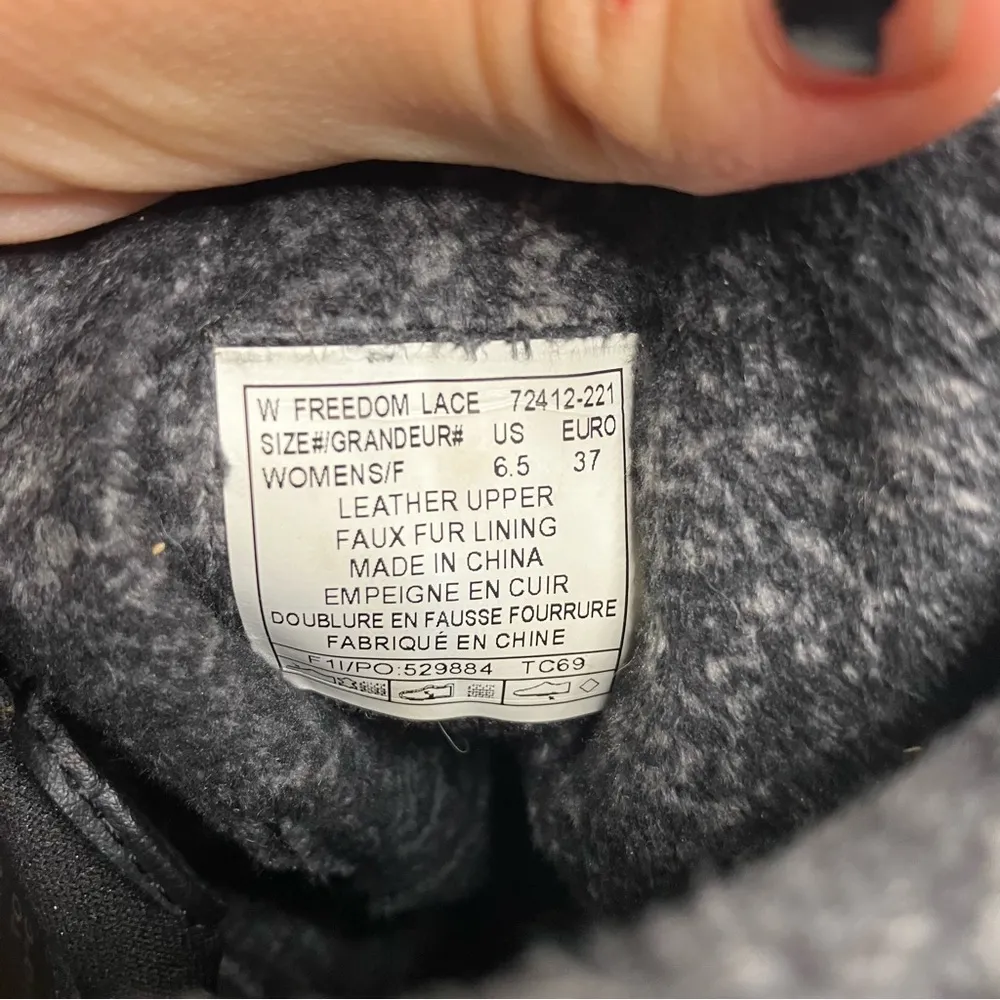 W FREEDOM LACE 72412-221
SIZE#/GRANDEUR# US EURO
WOMENS/F 6.5 37
LEATHER UPPER
FAUX FUR LINING
MADE IN CHINA
EMPEIGNE EN CUIR
DOUBLURE EN FAUSSE FOURRURE
FABRIQUÉ EN CHINE
F1I/PO:529884 TC69